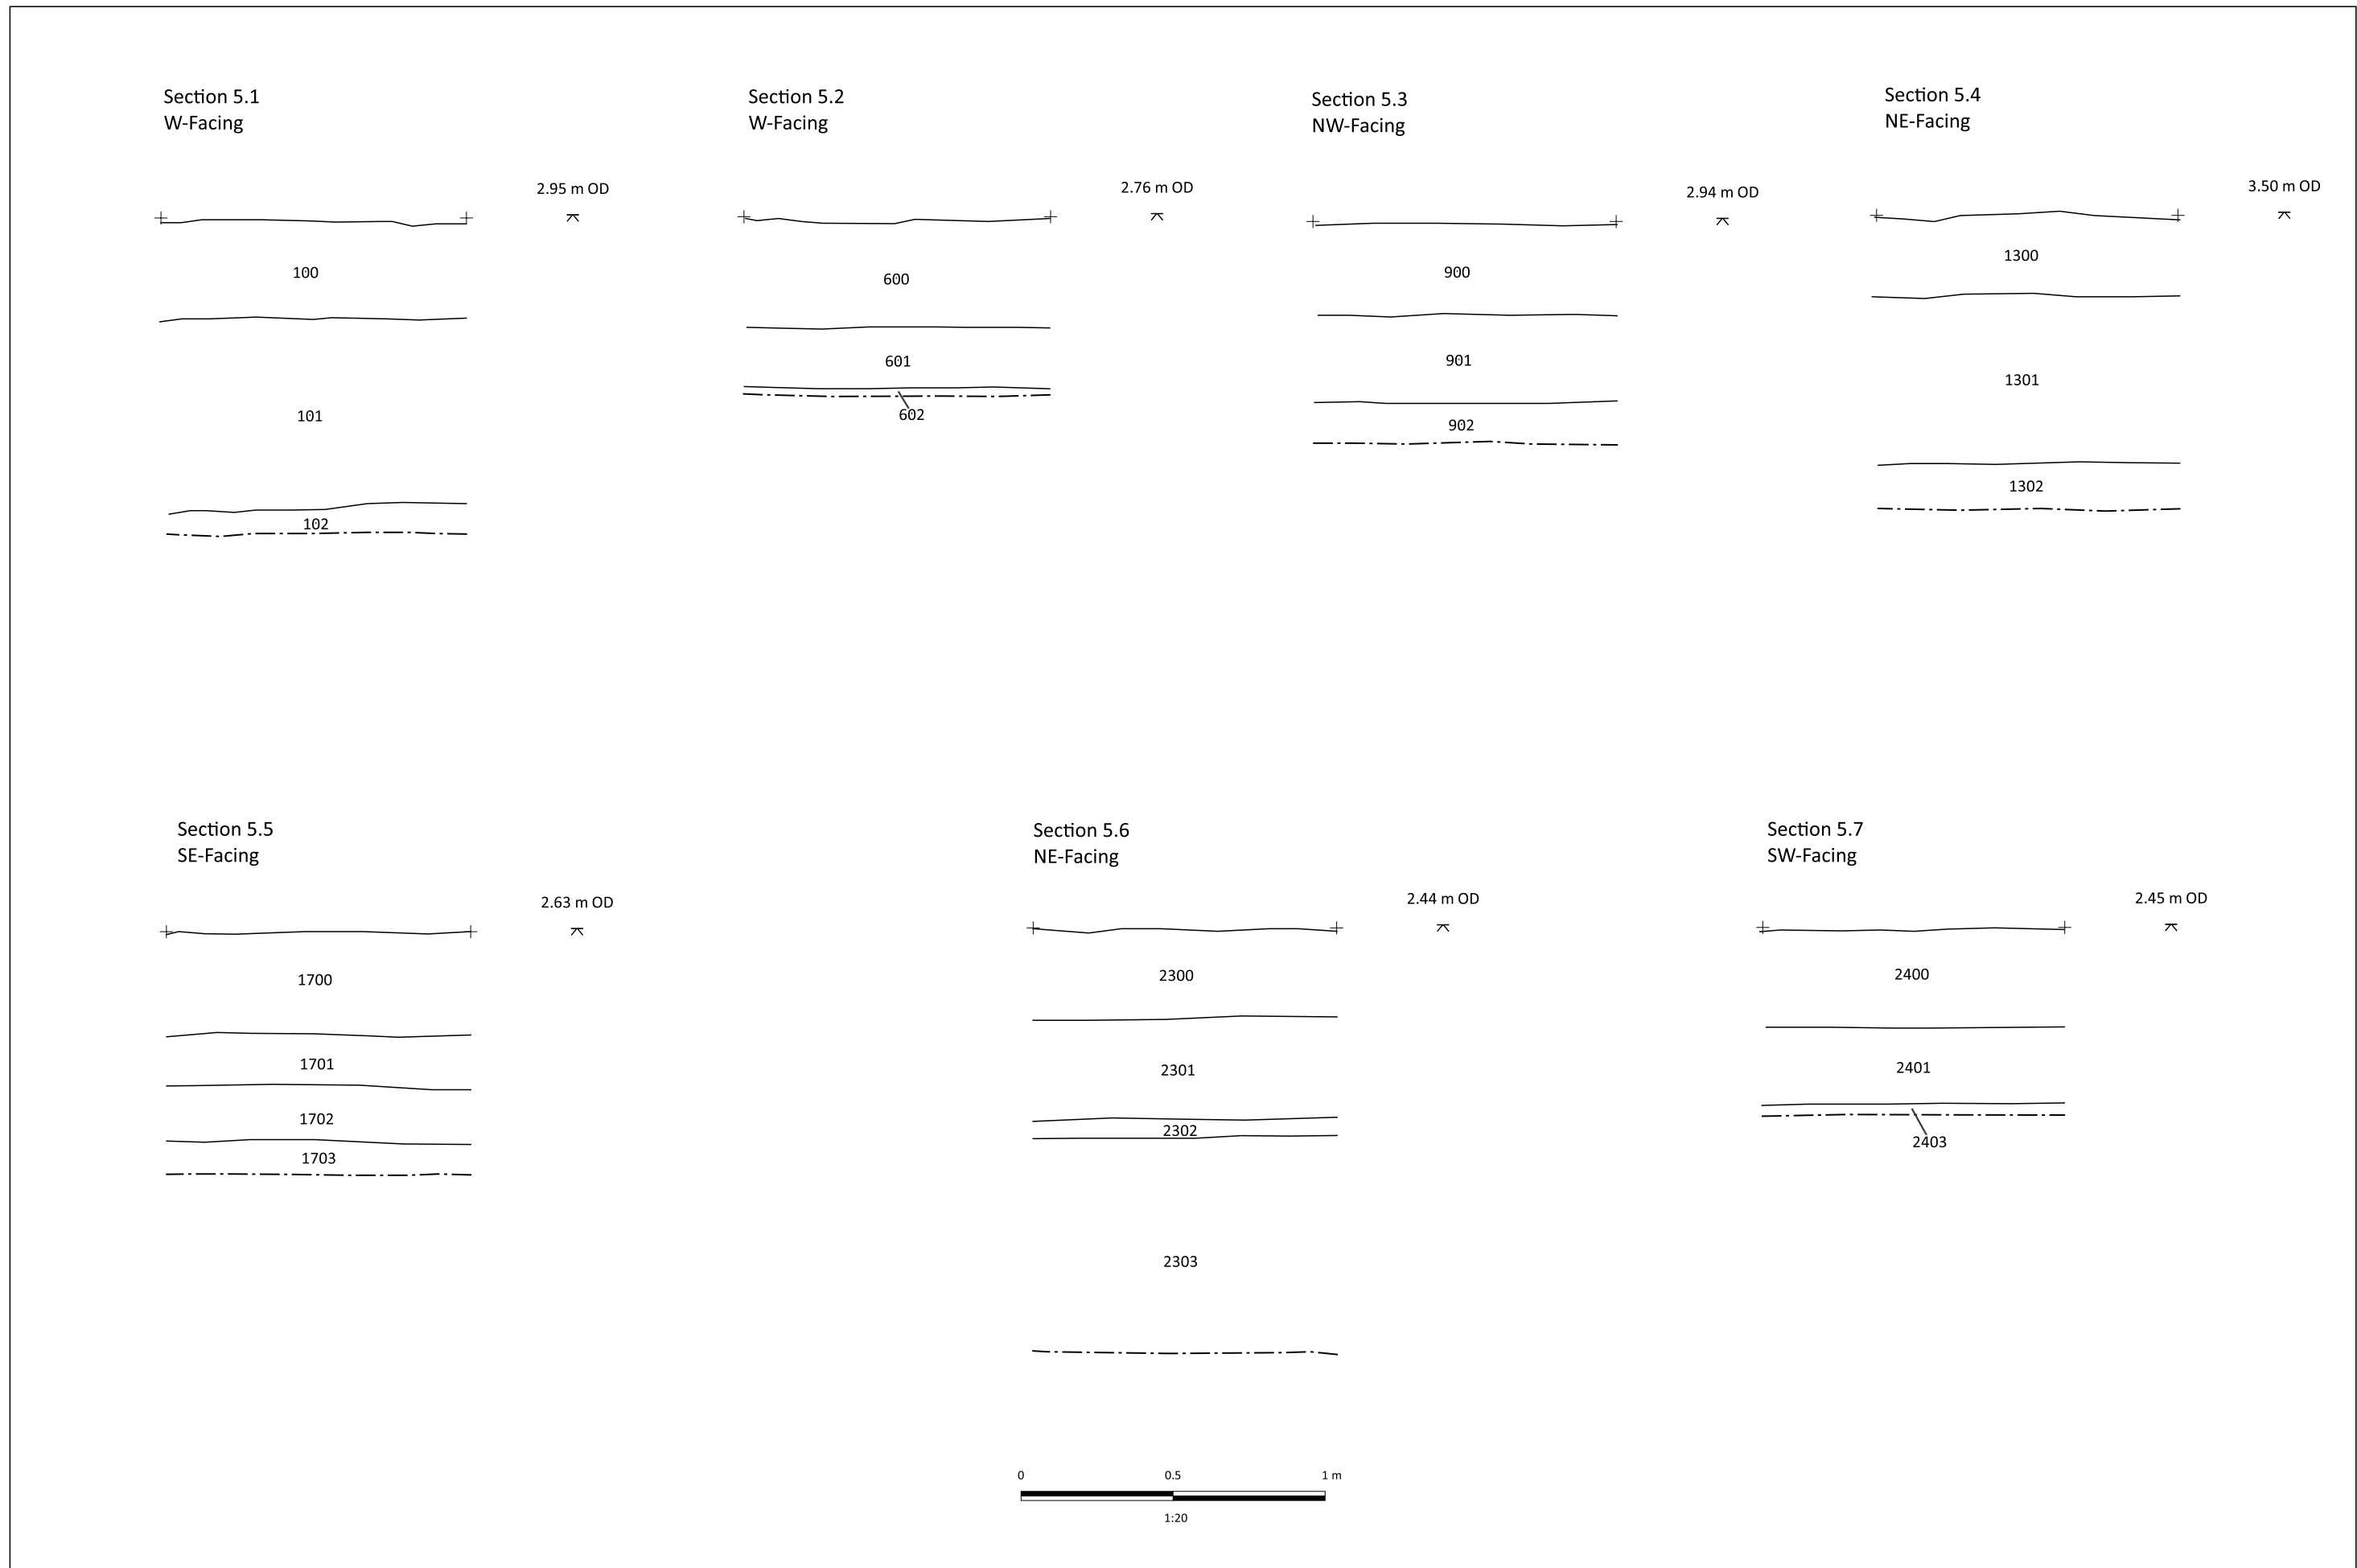 Section 5.1
W-Facing
2.95 m OD
100
101
102
Section 5.2
W-Facing
2.76 m OD
600
601
602
Section 5.3
NW-Facing
2.94 m OD
900
901
902
Section 5.4
NE-Facing
3.50 m OD
1300
1301
1302
Section 5.5
SE-Facing
2.63 m OD
1700
1701
1702
1703
Section 5.6
NE-Facing
2.44 m OD
2300
2301
2302
2303
Section 5.7
SW-Facing
2.45 m OD
2400
2401
2403
0 0.5 1 m
1:20